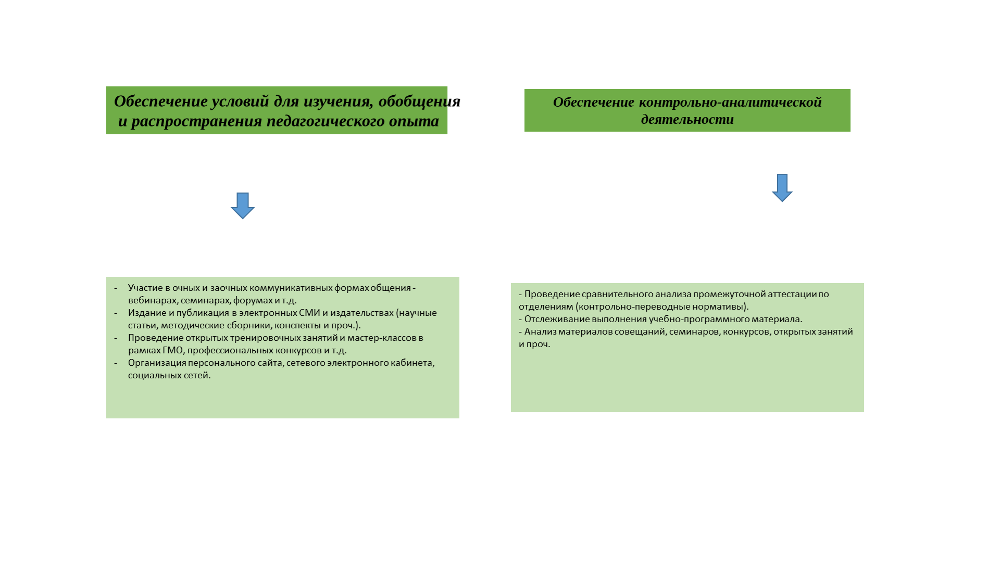 Обеспечение условий для изучения, обобщения
и распространения педагогического опыта
Обеспечение контрольно-аналитической
деятельности
- Участие в очных и заочных коммуникативных формах общения -
вебинарах, семинарах, форумах и т.д.
- Издание и публикация в электронных СМИ и издательствах (научные
статьи, методические сборники, конспекты и проч.).
- Проведение открытых тренировочных занятий и мастер-классов в
рамках ГМО, профессиональных конкурсов и т.д.
- Организация персонального сайта, сетевого электронного кабинета,
социальных сетей.
- Проведение сравнительного анализа промежуточной аттестации по
отделениям (контрольно-переводные нормативы).
- Отслеживание выполнения учебно-программного материала.
- Анализ материалов совещаний, семинаров, конкурсов, открытых занятий
и проч.